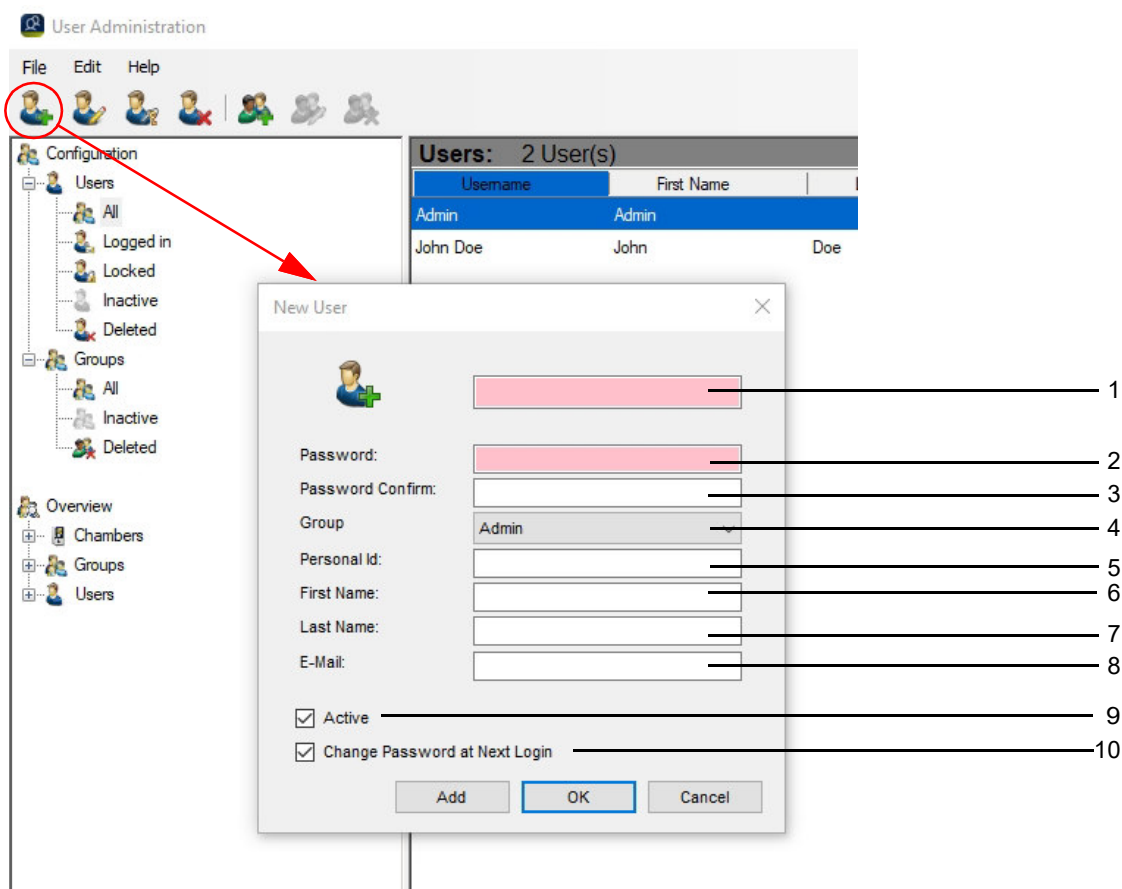 User Administration
File Edit Help
Configuration
Users
All
Logged in
Locked
Inactive
Deleted
Groups
All
Inactive
Deleted
Overview
Chambers
Groups
Users
Users: 2 User(s)
Username First Name
Admin Admin
John Doe John Doe
New User
1
Password: 2
Password Confirm: 3
Group Admin 4
Personal Id: 5
First Name: 6
Last Name: 7
E-Mail: 8
Active 9
Change Password at Next Login 10
Add OK Cancel